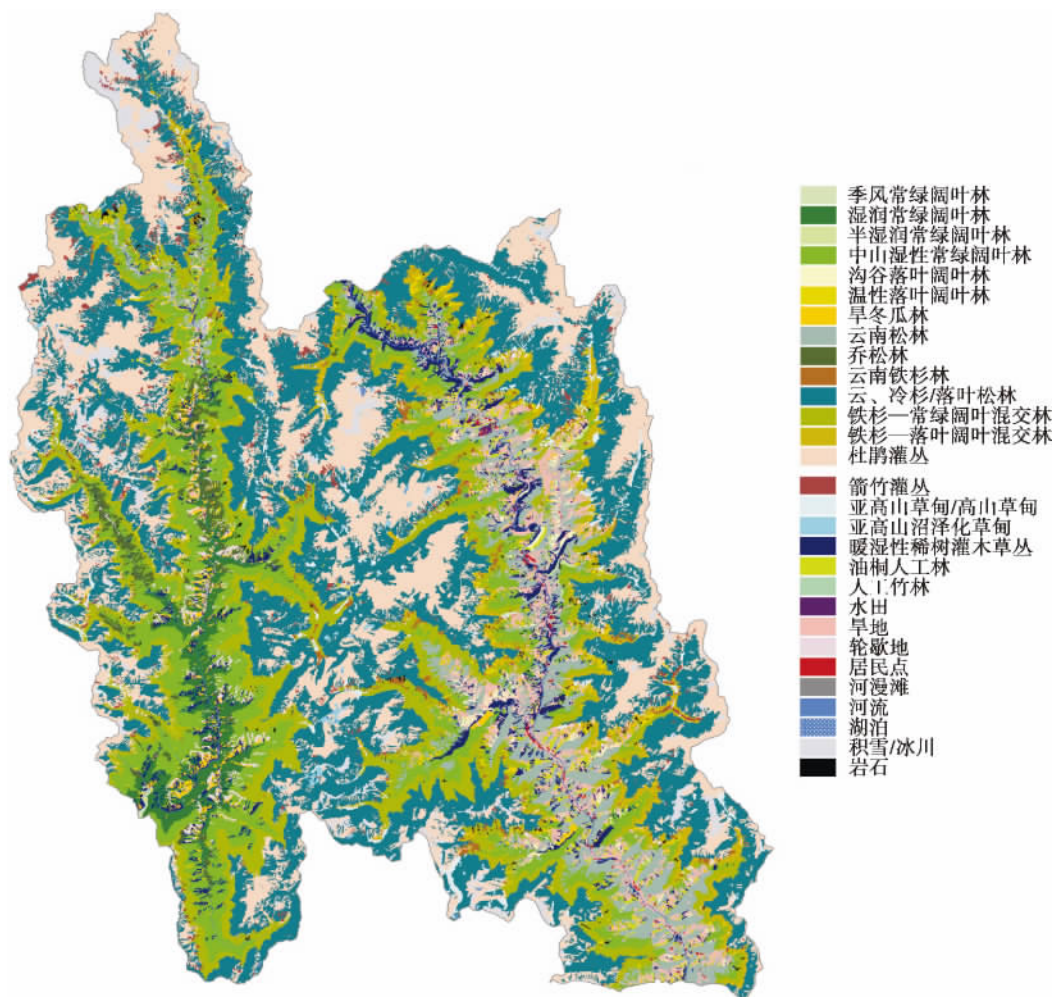 季风常绿阔叶林
湿润常绿阔叶林
半湿润常绿阔叶林
中山湿性常绿阔叶林
沟谷落叶阔叶林
温性落叶阔叶林
旱冬瓜林
云南松林
乔松林
云南铁杉林
云、冷杉/落叶松林
铁杉—常绿阔叶混交林
铁杉—落叶阔叶混交林
杜鹃灌丛
箭竹灌丛
亚高山草甸/高山草甸
亚高山沼泽化草甸
暖湿性稀树灌木草丛
油桐人工林
人工竹林
水田
旱地
轮歇地
居民点
河漫滩
河流
湖泊
积雪/冰川
岩石